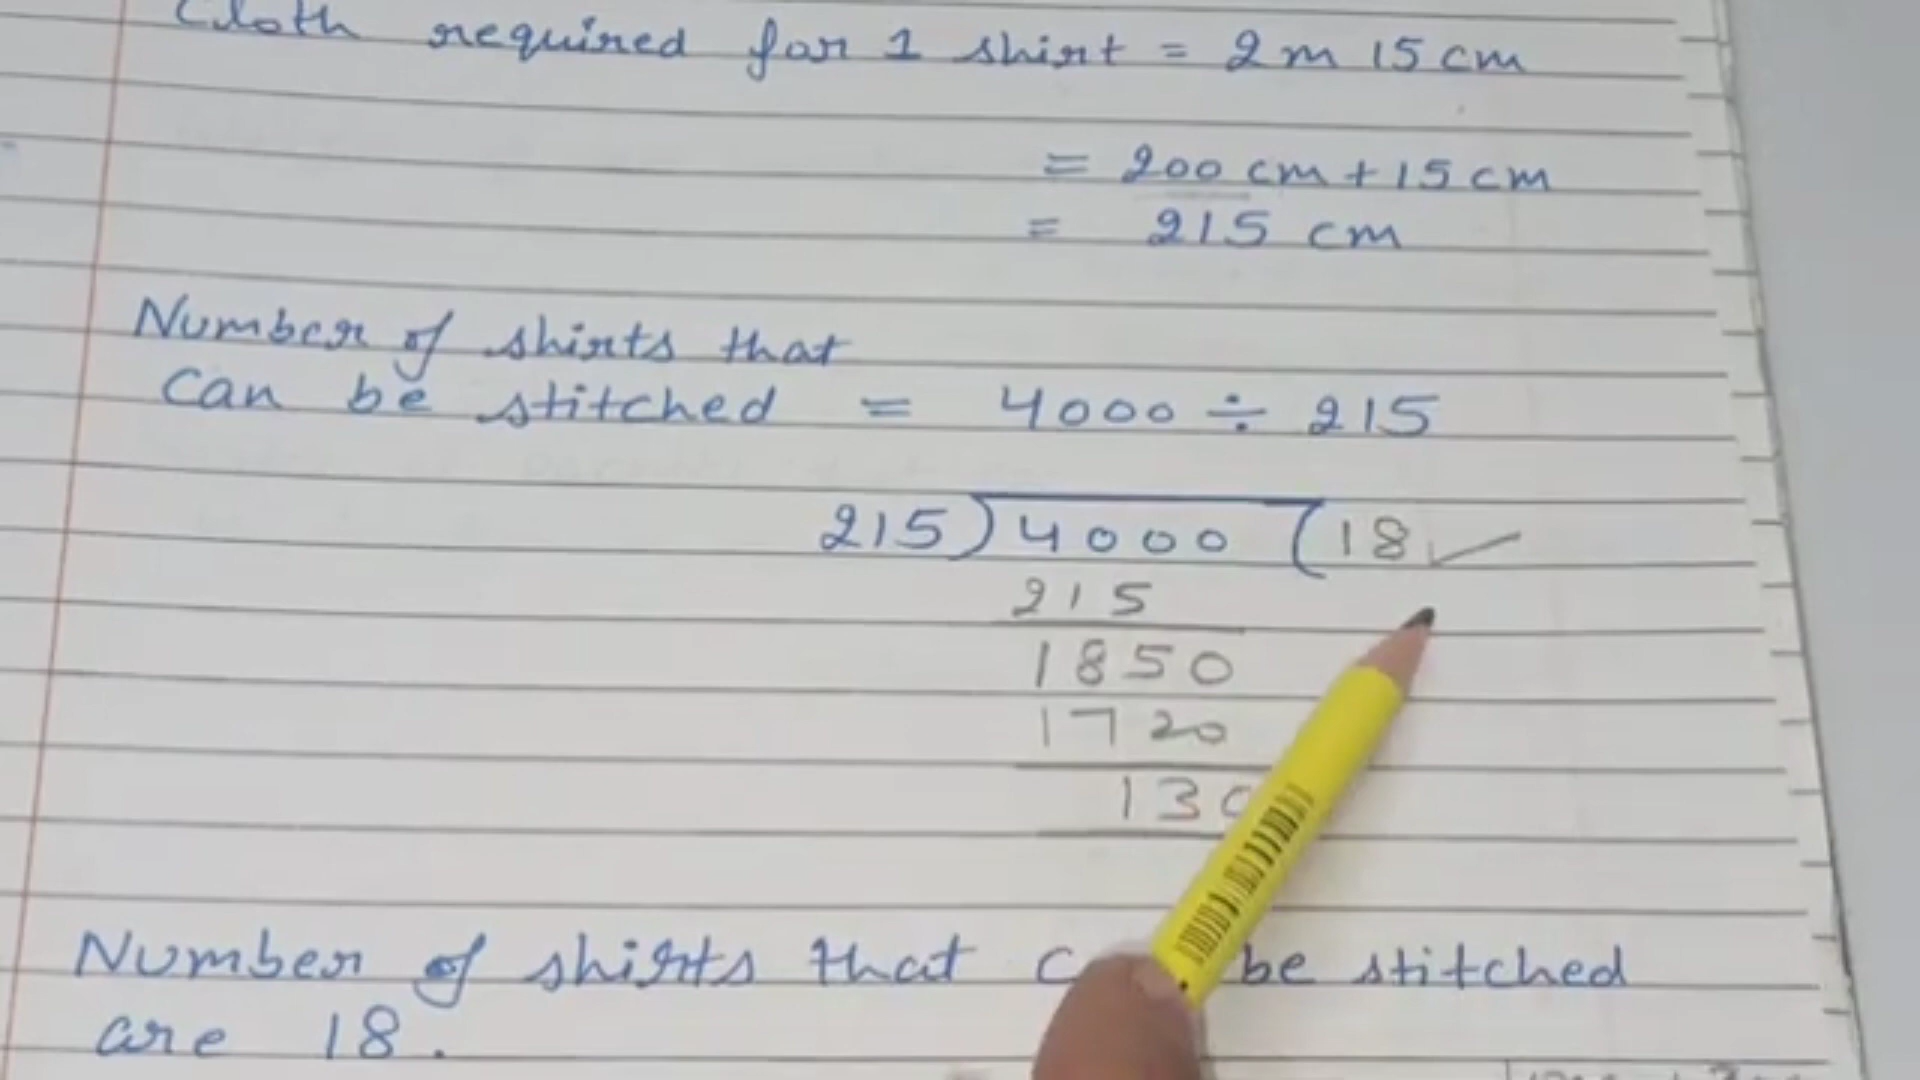 Cloth required for 1 shirt = 2 m 15 cm
= 200 cm + 15 cm
= 215 cm
Number of shirts that
can be stitched = 4000 ÷ 215
215) 4000 (18 ✓
215
1850
1720
130
Number of shirts that be stitched
are 18.